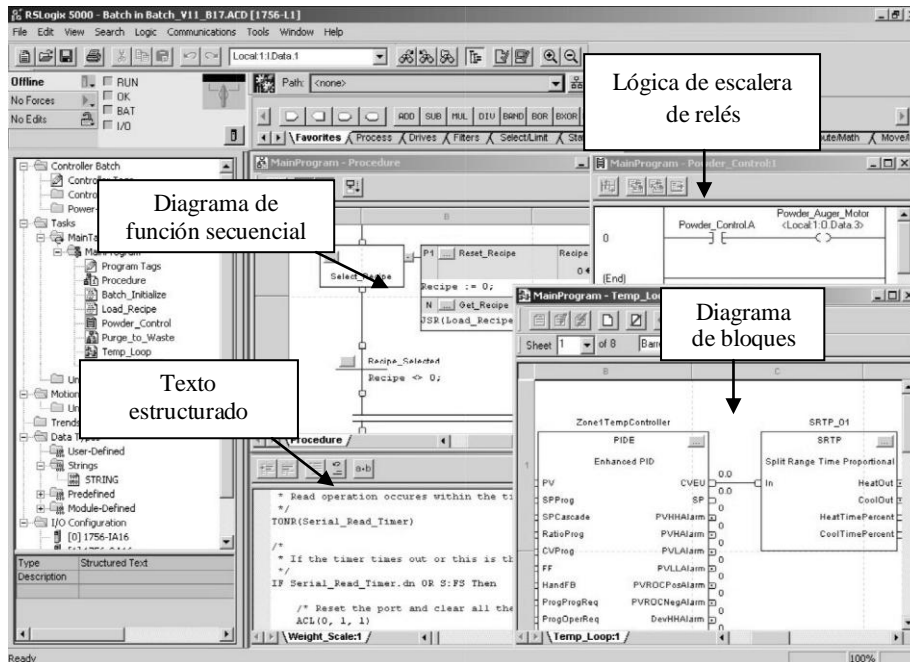 RSLogix 5000 - Batch in Batch_V11_B17.ACD [1756-L1]
File Edit View Search Logic Communications Tools Window Help
Local:1:I.Data.1
Offline
RUN
No Forces
OK
No Edits
BAT
I/O
Path: <none>
ADD SUB MUL DIV BAND BOR BXOR
Favorites Process Drives Filters Select/Limit
Lógica de escalera
de relés
Controller Batch
Tasks
Program Tags
Procedure
Batch_Initialize
Load_Recipe
Powder_Control
Purge_to_Waste
Temp_Loop
Trends
User-Defined
Strings
STRING
Predefined
Module-Defined
I/O Configuration
[0] 1756-IA16
Type Structured Text
Description
MainProgram - Procedure
B
Diagrama de
función secuencial
Select_Recipe
P1 ... Reset_Recipe Recipe
0
Recipe := 0;
N ... Get_Recipe
JSR(Load_Recipe
Recipe_Selected
Recipe <> 0;
Procedure
Texto
estructurado
a+b
* Read operation occures within the ti
*/
TONR(Serial_Read_Timer)
/*
* If the timer times out or this is th
*/
IF Serial_Read_Timer.dn OR S:FS Then
/* Reset the port and clear all the
ACL(0, 1, 1)
Weight_Scale:1
MainProgram - Powder_Control:1
Powder_Auger_Motor
Powder_Control.A <Local:1:O.Data.3>
0
(End)
MainProgram - Temp_Loo
Diagrama
de bloques
Sheet 1 of 8
B C
1
Zone1TempController SRTP_01
PIDE ... SRTP ...
Enhanced PID Split Range Time Proportional
PV CVEU 0.0 In HeatOut
SPProg SP 0.0 CoolOut
SPCascade PVHHAlarm 0 HeatTimePercent
RatioProg PVHAlarm 0 CoolTimePercent
CVProg PVLAlarm 0
FF PVLLAlarm 0
HandFB PVROCPosAlarm 0
ProgProgReq PVROCNegAlarm 0
ProgOperReq DevHHAlarm 0
Temp_Loop:1
Ready
100%